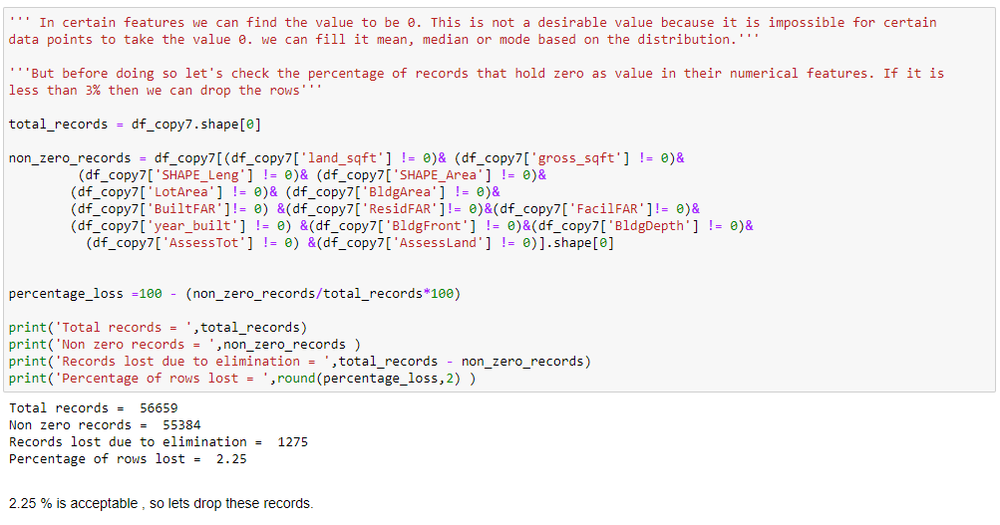 ''' In certain features we can find the value to be 0. This is not a desirable value because it is impossible for certain
data points to take the value 0. we can fill it mean, median or mode based on the distribution.'''
'''But before doing so let's check the percentage of records that hold zero as value in their numerical features. If it is
less than 3% then we can drop the rows'''
total_records = df_copy7.shape[0]
non_zero_records = df_copy7[(df_copy7['land_sqft'] != 0)& (df_copy7['gross_sqft'] != 0)&
(df_copy7['SHAPE_Leng'] != 0)& (df_copy7['SHAPE_Area'] != 0)&
(df_copy7['LotArea'] != 0)& (df_copy7['BldgArea'] != 0)&
(df_copy7['BuiltFAR']!= 0) &(df_copy7['ResidFAR']!= 0)&(df_copy7['FacilFAR']!= 0)&
(df_copy7['year_built'] != 0) &(df_copy7['BldgFront'] != 0)&(df_copy7['BldgDepth'] != 0)&
(df_copy7['AssessTot'] != 0) &(df_copy7['AssessLand'] != 0)].shape[0]
percentage_loss =100 - (non_zero_records/total_records*100)
print('Total records = ',total_records)
print('Non zero records = ',non_zero_records )
print('Records lost due to elimination = ',total_records - non_zero_records)
print('Percentage of rows lost = ',round(percentage_loss,2) )
Total records =  56659
Non zero records =  55384
Records lost due to elimination =  1275
Percentage of rows lost =  2.25
2.25 % is acceptable , so lets drop these records.